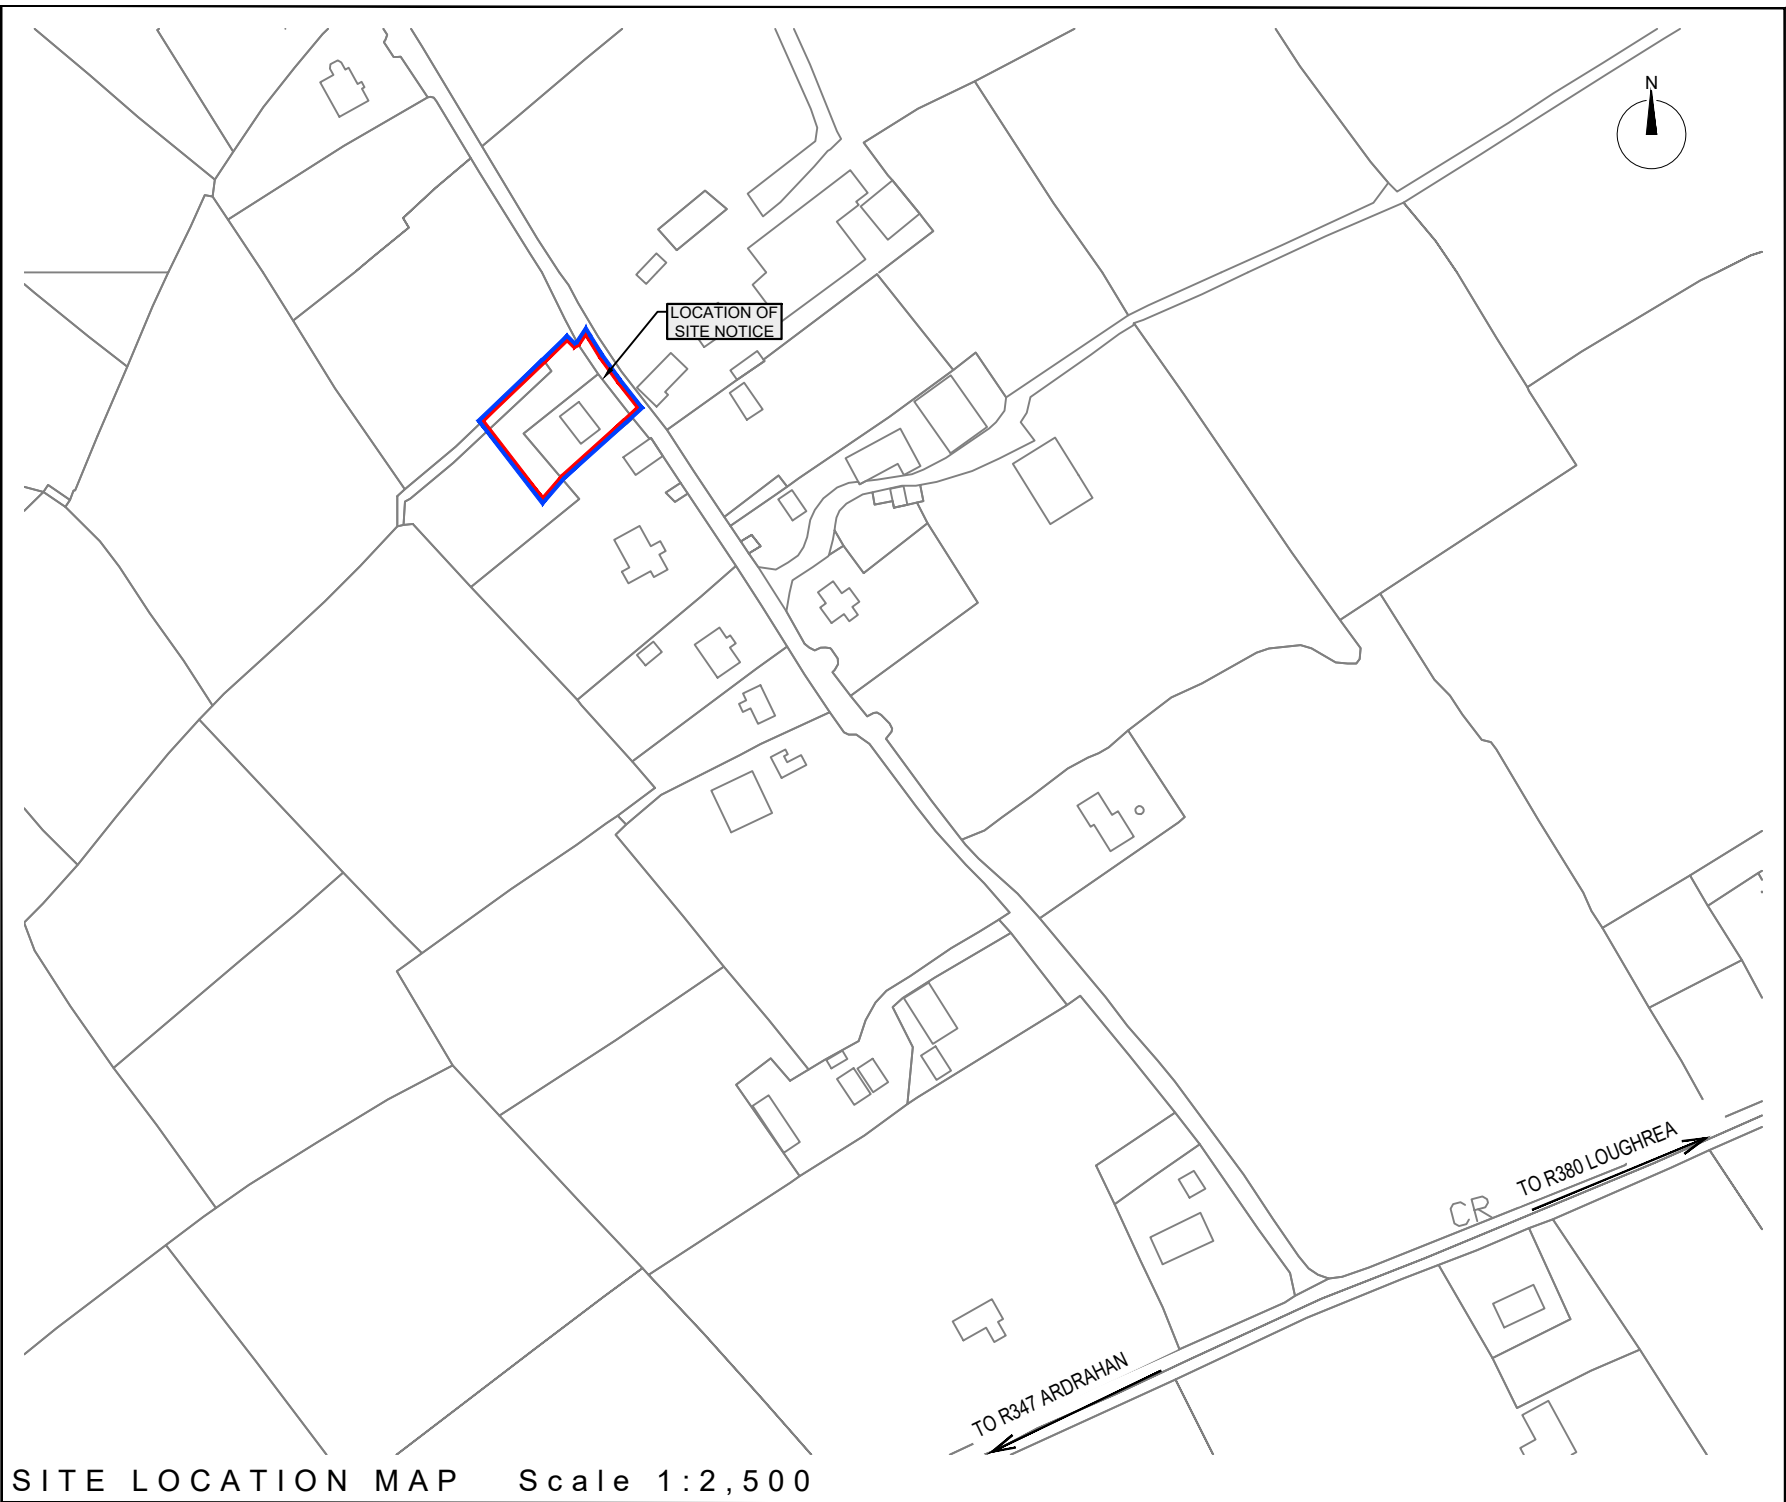 N
LOCATION OF
SITE NOTICE
TO R380 LOUGHREA
CR
TO R347 ARDRAHAN
SITE LOCATION MAP Scale 1:2,500